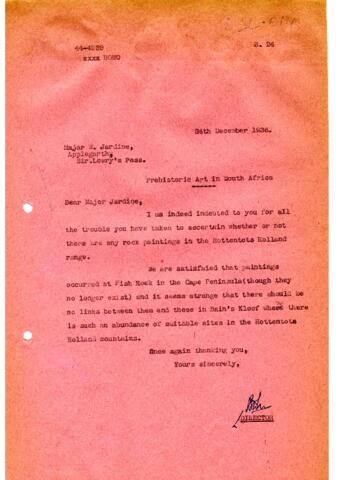 44-4239
S. 24
xxxx BOSO
24th December 1936.
Major W. Jardine,
Applegarth,
Sir.Lowry's Pass.
Prehistoric Art in South Africa
Dear Major Jardine,
I am indeed indented to you for all
the trouble you have taken to ascertain whether or not
there are any rock paintings in the Hottentots Holland
range.
We are satisfied that paintings
occurred at Fish Hoek in the Cape Peninsula(though they
no longer exist) and it seems strange that there should be
no links between them and those in Bain's Kloof where there
is such an abundance of suitable sites in the Hottentots
Holland mountains.
Once again thanking you,
Yours sincerely,
DIRECTOR